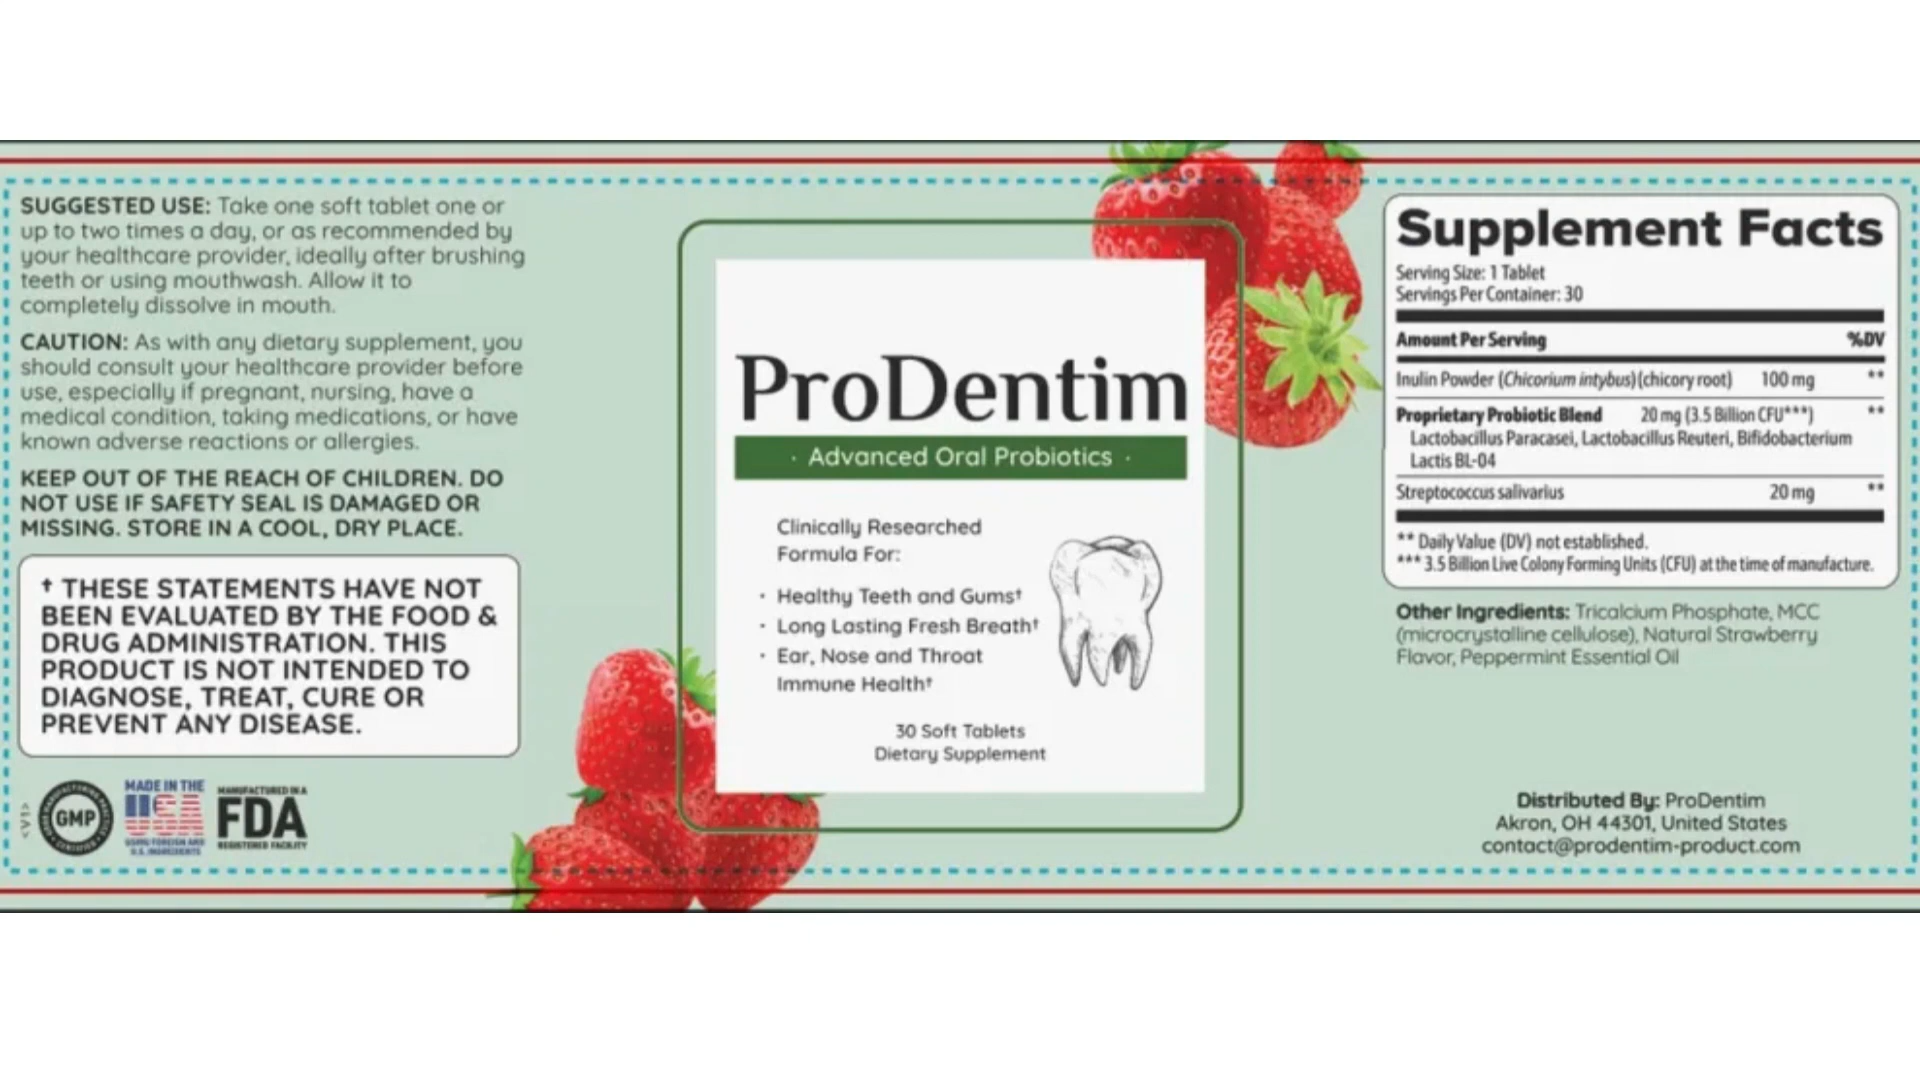 SUGGESTED USE: Take one soft tablet one or
up to two times a day, or as recommended by
your healthcare provider, ideally after brushing
teeth or using mouthwash. Allow it to
completely dissolve in mouth.
CAUTION: As with any dietary supplement, you
should consult your healthcare provider before
use, especially if pregnant, nursing, have a
medical condition, taking medications, or have
known adverse reactions or allergies.
KEEP OUT OF THE REACH OF CHILDREN. DO
NOT USE IF SAFETY SEAL IS DAMAGED OR
MISSING. STORE IN A COOL, DRY PLACE.
† THESE STATEMENTS HAVE NOT
BEEN EVALUATED BY THE FOOD &
DRUG ADMINISTRATION. THIS
PRODUCT IS NOT INTENDED TO
DIAGNOSE, TREAT, CURE OR
PREVENT ANY DISEASE.
<V1>
GMP
MADE IN THE
USA
USING FOREIGN AND
U.S. INGREDIENTS
MANUFACTURED IN A
FDA
REGISTERED FACILITY
ProDentim
· Advanced Oral Probiotics ·
Clinically Researched
Formula For:
· Healthy Teeth and Gums†
· Long Lasting Fresh Breath†
· Ear, Nose and Throat
Immune Health†
30 Soft Tablets
Dietary Supplement
Supplement Facts
Serving Size: 1 Tablet
Servings Per Container: 30
Amount Per Serving %DV
Inulin Powder (Chicorium intybus) (chicory root) 100 mg **
Proprietary Probiotic Blend 20 mg (3.5 Billion CFU***) **
Lactobacillus Paracasei, Lactobacillus Reuteri, Bifidobacterium
Lactis BL-04
Streptococcus salivarius 20 mg **
** Daily Value (DV) not established.
*** 3.5 Billion Live Colony Forming Units (CFU) at the time of manufacture.
Other Ingredients: Tricalcium Phosphate, MCC
(microcrystalline cellulose), Natural Strawberry
Flavor, Peppermint Essential Oil
Distributed By: ProDentim
Akron, OH 44301, United States
contact@prodentim-product.com